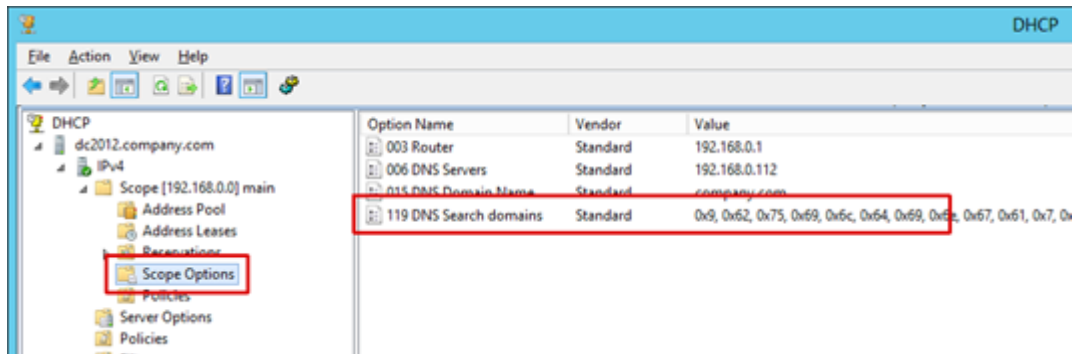 DHCP
File Action View Help
DHCP
dc2012.company.com
IPv4
Scope [192.168.0.0] main
Address Pool
Address Leases
Reservations
Scope Options
Policies
Server Options
Policies
Option Name Vendor Value
003 Router Standard 192.168.0.1
006 DNS Servers Standard 192.168.0.112
015 DNS Domain Name Standard company.com
119 DNS Search domains Standard 0x9, 0x62, 0x75, 0x69, 0x6c, 0x64, 0x69, 0x6e, 0x67, 0x61, 0x7, 0x